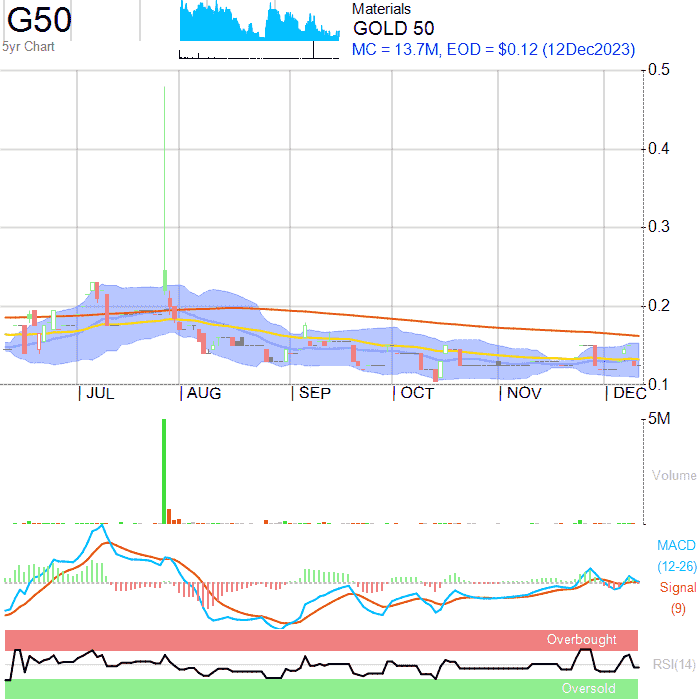 G50
5yr Chart
Materials
GOLD 50
MC = 13.7M, EOD = $0.12 (12Dec2023)
0.5
0.4
0.3
0.2
0.1
JUL
AUG
SEP
OCT
NOV
DEC
5M
Volume
MACD
(12-26)
Signal
(9)
Overbought
RSI(14)
Oversold